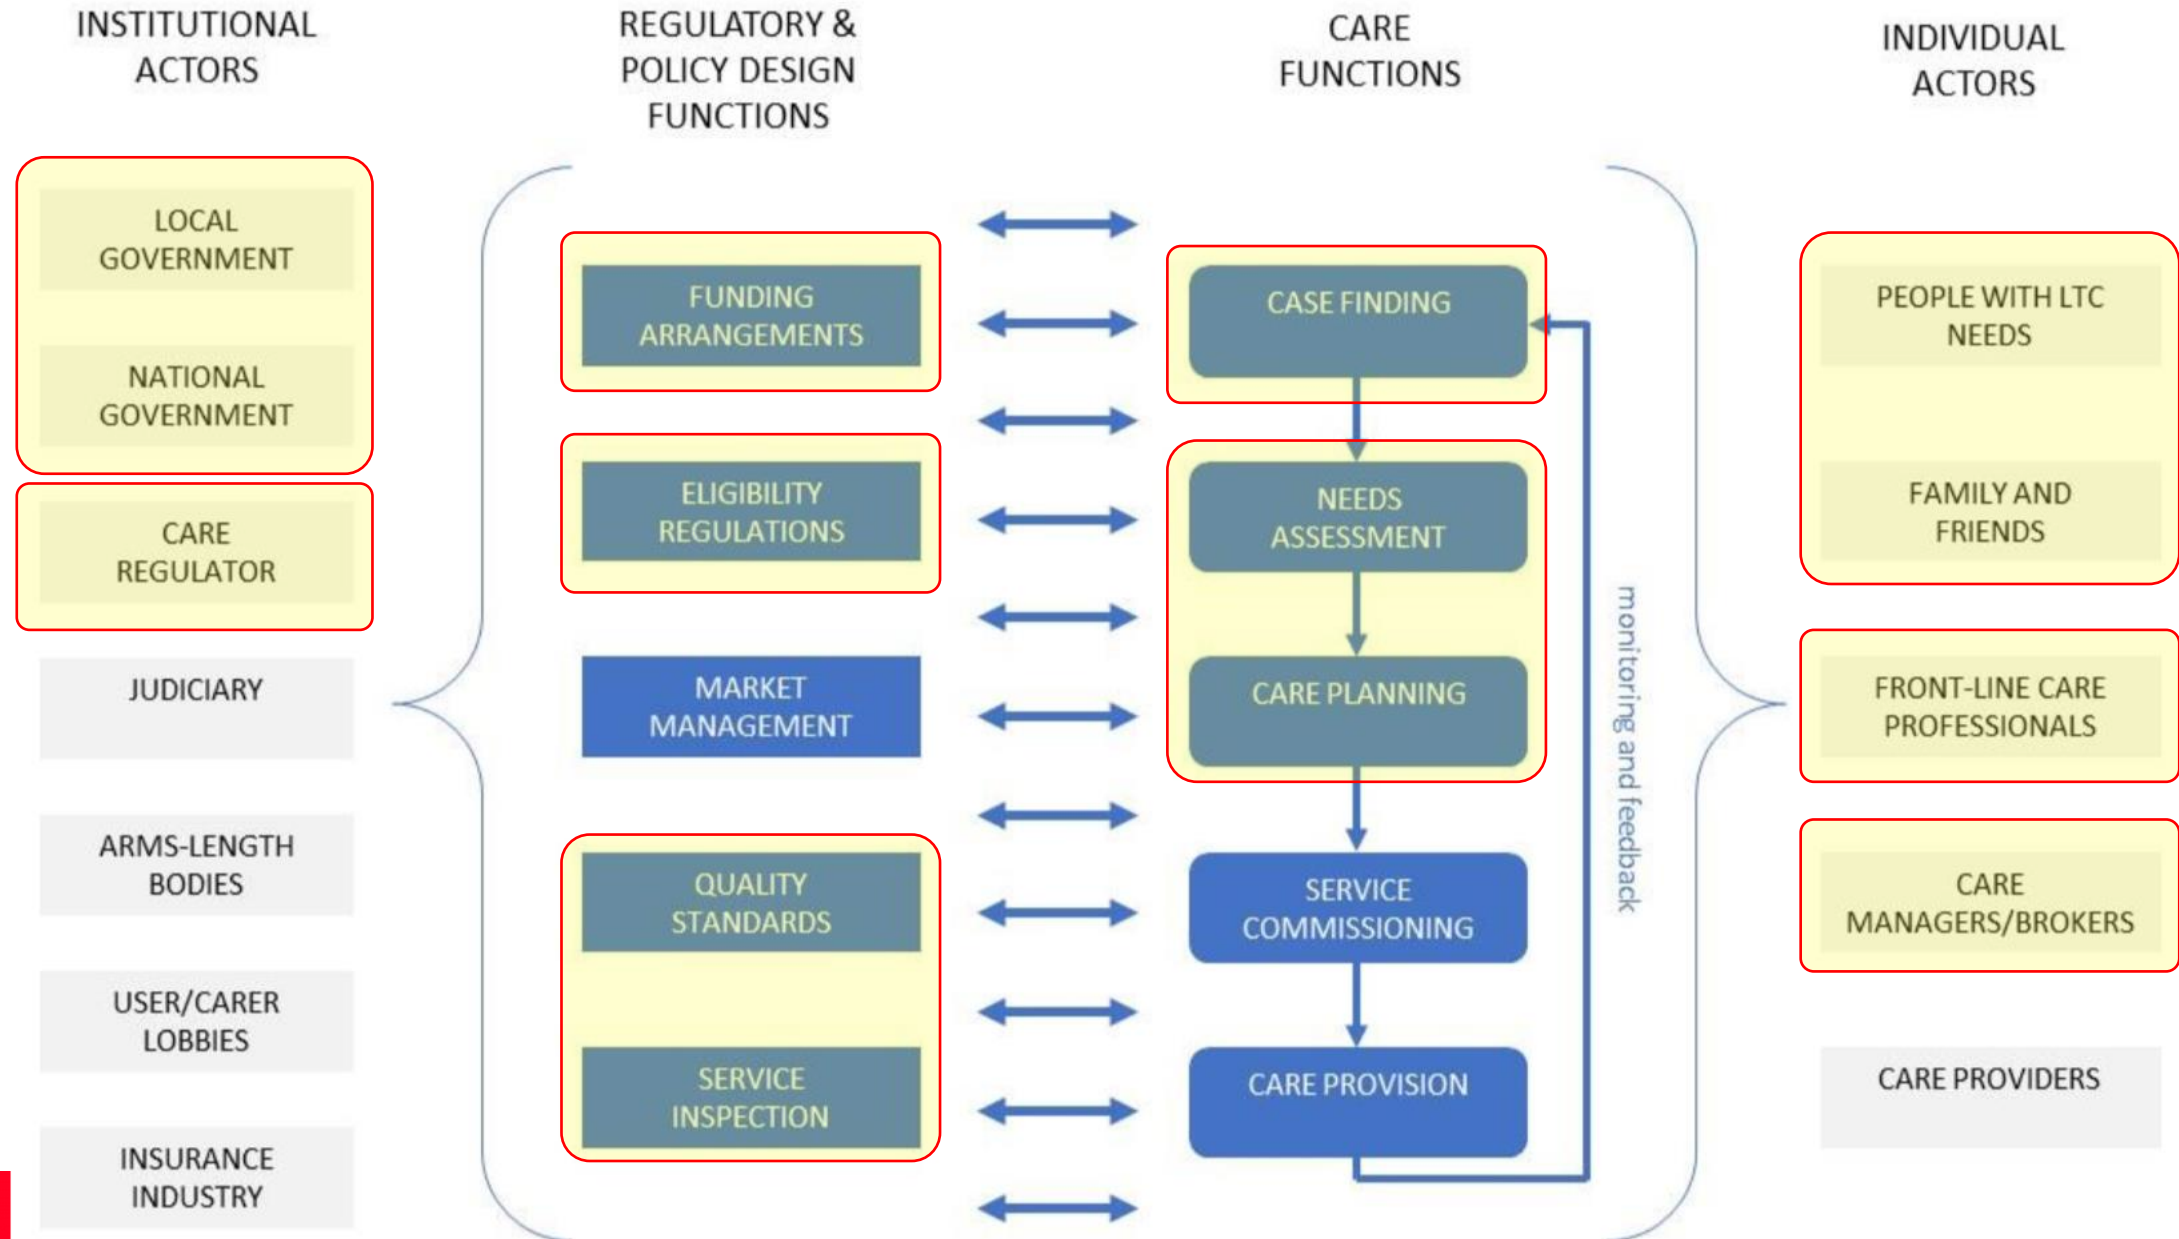 INSTITUTIONAL
ACTORS
LOCAL
GOVERNMENT
NATIONAL
GOVERNMENT
CARE
REGULATOR
JUDICIARY
ARMS-LENGTH
BODIES
USER/CARER
LOBBIES
INSURANCE
INDUSTRY
REGULATORY &
POLICY DESIGN
FUNCTIONS
FUNDING
ARRANGEMENTS
ELIGIBILITY
REGULATIONS
MARKET
MANAGEMENT
QUALITY
STANDARDS
SERVICE
INSPECTION
CARE
FUNCTIONS
CASE FINDING
NEEDS
ASSESSMENT
CARE PLANNING
SERVICE
COMMISSIONING
CARE PROVISION
monitoring and feedback
INDIVIDUAL
ACTORS
PEOPLE WITH LTC
NEEDS
FAMILY AND
FRIENDS
FRONT-LINE CARE
PROFESSIONALS
CARE
MANAGERS/BROKERS
CARE PROVIDERS